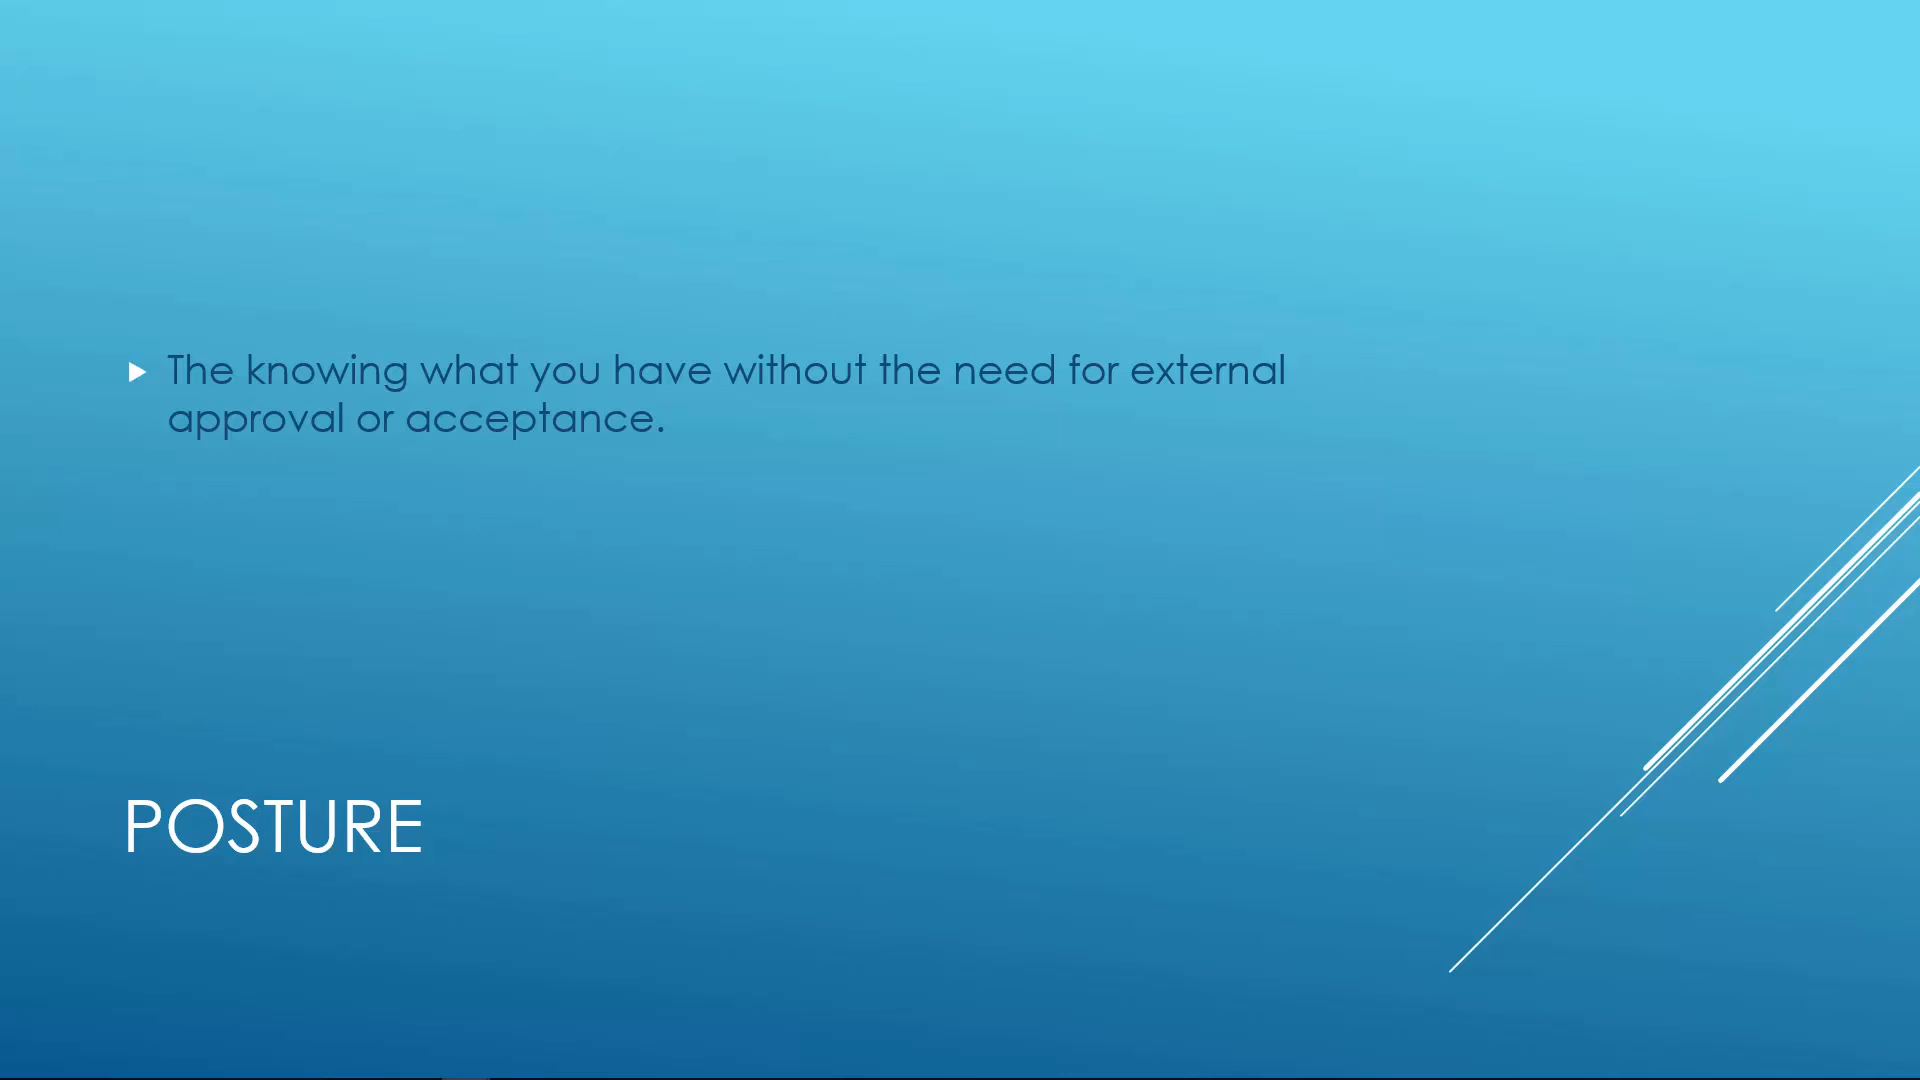 The knowing what you have without the need for external
approval or acceptance.
POSTURE